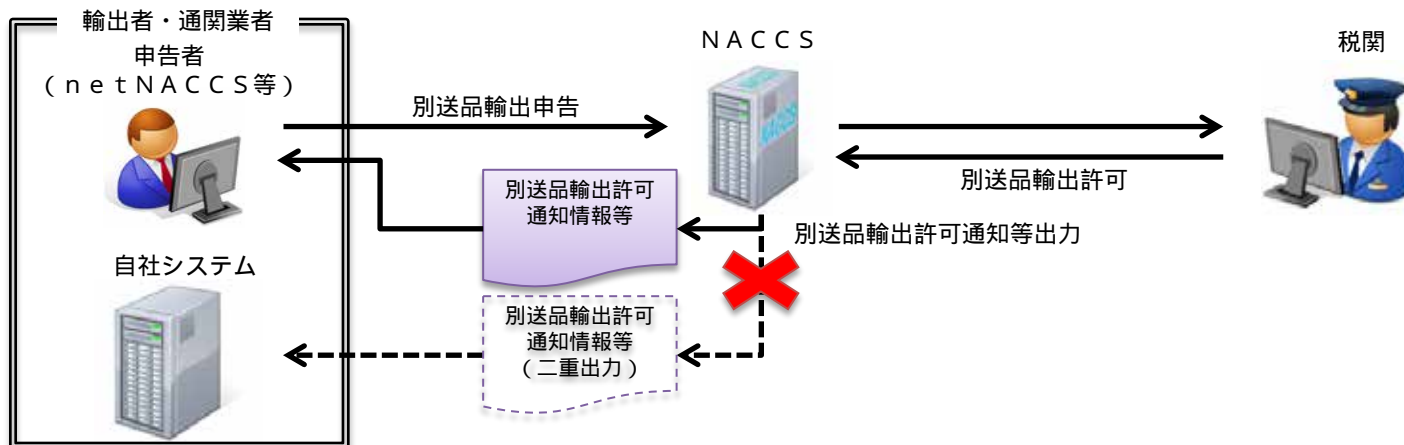 輸出者・通関業者
申告者
（ｎｅｔＮＡＣＣＳ等）
自社システム
別送品輸出申告
ＮＡＣＣＳ
NACCS
税関
別送品輸出許可
別送品輸出許可
通知情報等
別送品輸出許可通知等出力
別送品輸出許可
通知情報等
（二重出力）